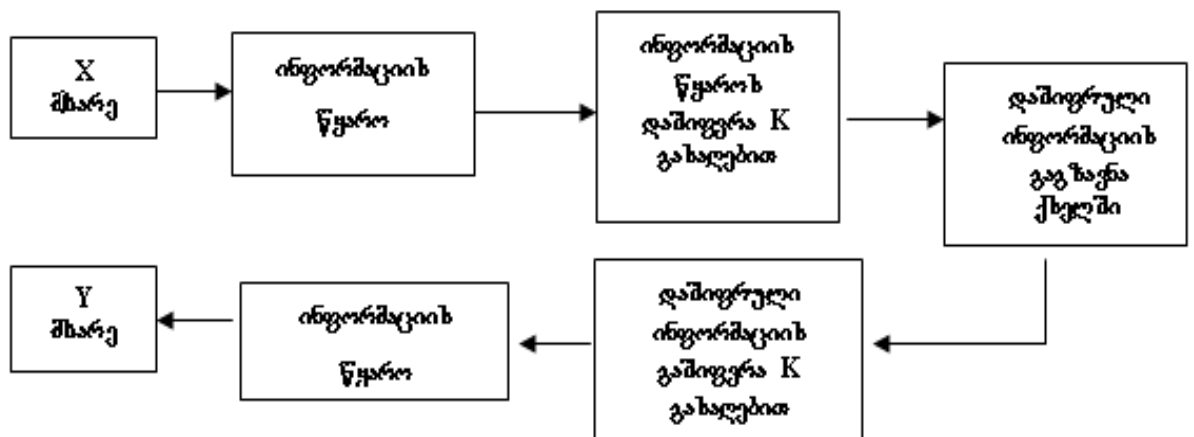 X
მხარე
ინფორმაციის
წყარო
ინფორმაციის
წყაროს
დაშიფვრა K
გასაღებით
დაშიფრული
ინფორმაციის
გაგზავნა
ქსელში
დაშიფრული
ინფორმაციის
გაშიფვრა K
გასაღებით
ინფორმაციის
წყარო
Y
მხარე